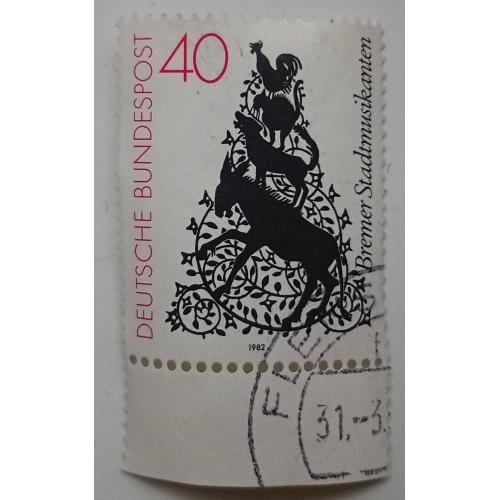 DEUTSCHE BUNDESPOST
40
Bremer Stadtmusikanten
1982
31.-3.